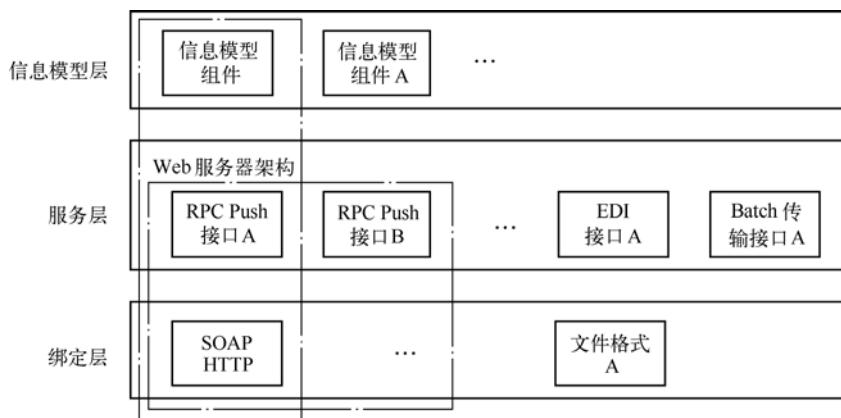 信息模型层
信息模型
组件
信息模型
组件 A
…
Web 服务器架构
服务层
RPC Push
接口A
RPC Push
接口B
…
EDI
接口 A
Batch 传
输接口 A
绑定层
SOAP
HTTP
…
文件格式
A